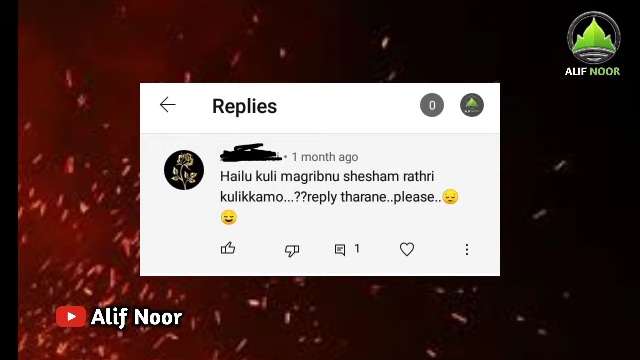 ALIF NOOR
Replies
0
• 1 month ago
Hailu kuli magribnu shesham rathri
kulikkamo...??reply tharane..please..😔
😌
1
Alif Noor